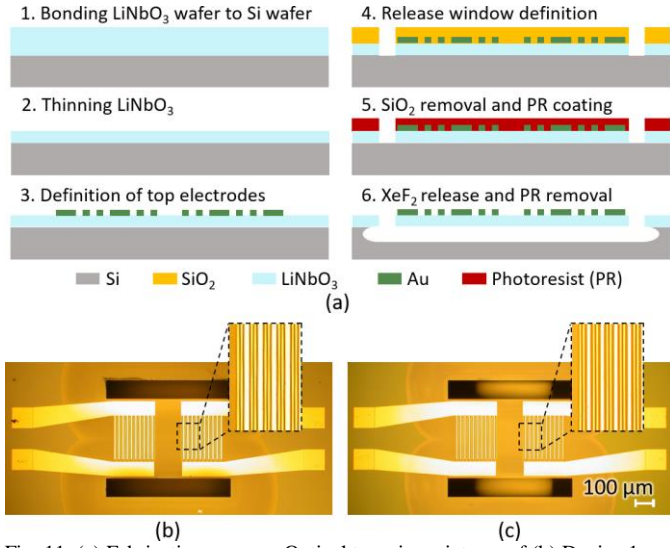 1. Bonding LiNbO₃ wafer to Si wafer
2. Thinning LiNbO₃
3. Definition of top electrodes
4. Release window definition
5. SiO₂ removal and PR coating
6. XeF₂ release and PR removal
Si SiO₂ LiNbO₃ Au Photoresist (PR)
(a)
100 μm
(b) (c)